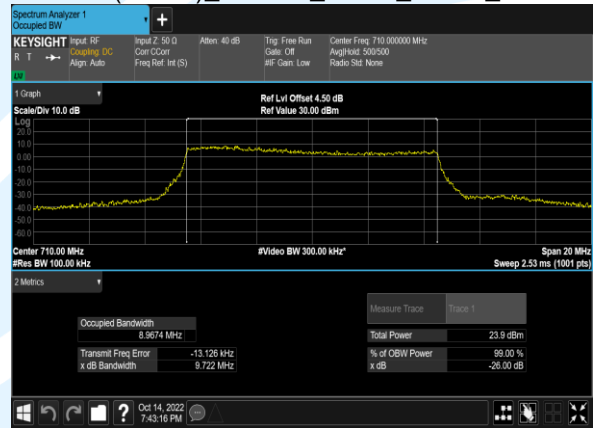 Spectrum Analyzer 1
Occupied BW
+
KEYSIGHT
R T
LU
Input: RF
Coupling: DC
Align: Auto
Input Z: 50 Ω
Corr CCorr
Freq Ref: Int (S)
Atten: 40 dB
Trig: Free Run
Gate: Off
#IF Gain: Low
Center Freq: 710.000000 MHz
Avg|Hold: 500/500
Radio Std: None
1 Graph
Scale/Div 10.0 dB
Ref Lvl Offset 4.50 dB
Ref Value 30.00 dBm
Log
20.0
10.0
0.00
-10.0
-20.0
-30.0
-40.0
-50.0
-60.0
Center 710.00 MHz
#Res BW 100.00 kHz
#Video BW 300.00 kHz*
Span 20 MHz
Sweep 2.53 ms (1001 pts)
2 Metrics
Measure Trace Trace 1
Occupied Bandwidth
8.9674 MHz
Total Power 23.9 dBm
Transmit Freq Error -13.126 kHz
% of OBW Power 99.00 %
x dB Bandwidth 9.722 MHz
x dB -26.00 dB
?
Oct 14, 2022
7:43:16 PM